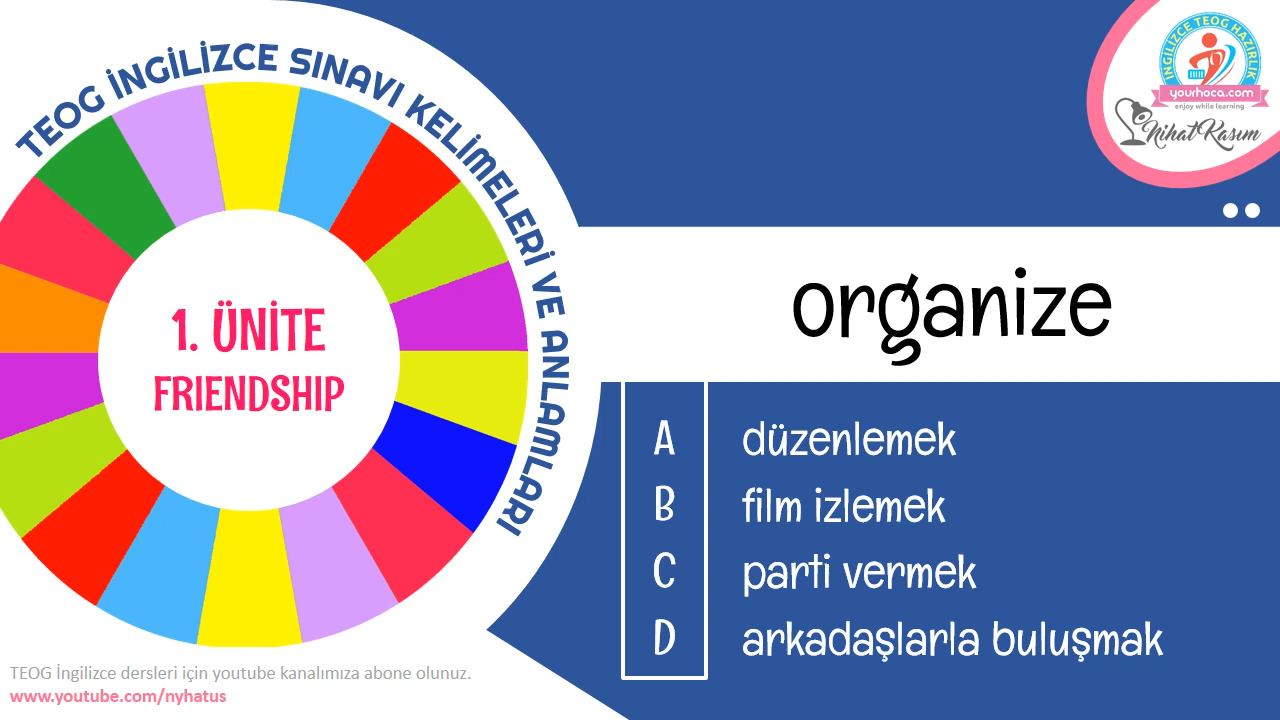 TEOG İNGİLİZCE SINAVI KELİMELERİ VE ANLAMLARI
İNGİLİZCE TEOG HAZIRLIK
yourhoca.com
enjoy while learning
Nihat Kasım
1. ÜNİTE
FRIENDSHIP
organize
A düzenlemek
B film izlemek
C parti vermek
D arkadaşlarla buluşmak
TEOG İngilizce dersleri için youtube kanalımıza abone olunuz.
www.youtube.com/nyhatus